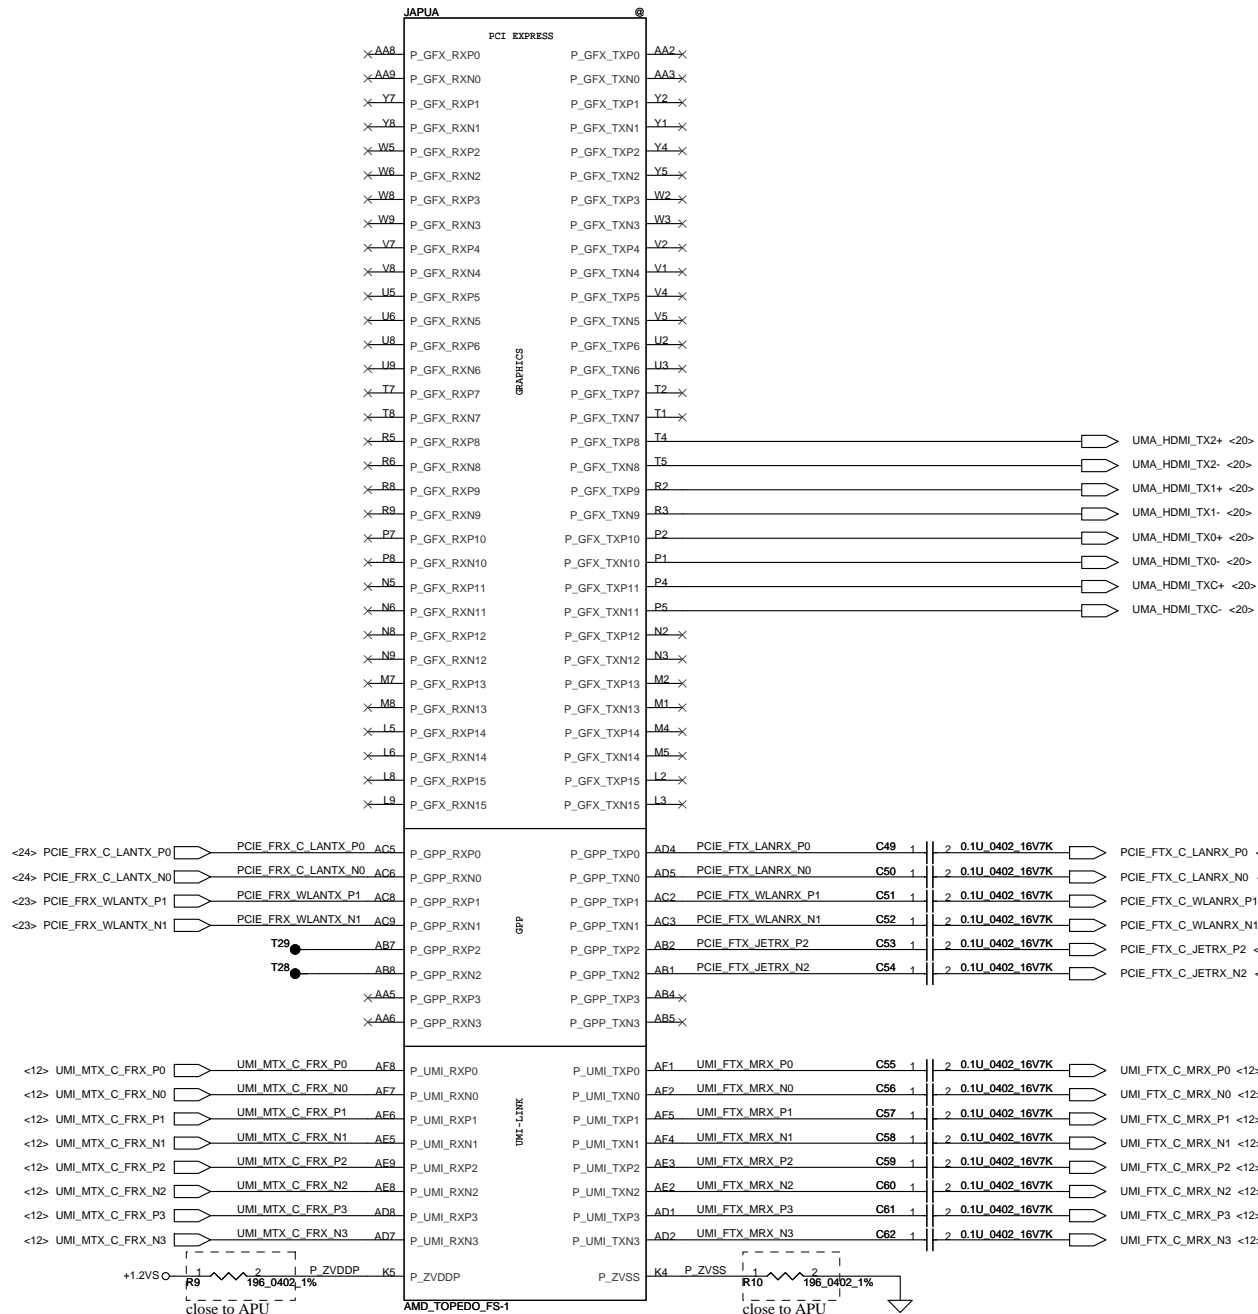 JAPUA @
PCI EXPRESS
AA8 P_GFX_RXP0 P_GFX_TXP0 AA2
AA9 P_GFX_RXN0 P_GFX_TXN0 AA3
Y7 P_GFX_RXP1 P_GFX_TXP1 Y2
Y8 P_GFX_RXN1 P_GFX_TXN1 Y1
W5 P_GFX_RXP2 P_GFX_TXP2 Y4
W6 P_GFX_RXN2 P_GFX_TXN2 Y5
W8 P_GFX_RXP3 P_GFX_TXP3 W2
W9 P_GFX_RXN3 P_GFX_TXN3 W3
V7 P_GFX_RXP4 P_GFX_TXP4 V2
V8 P_GFX_RXN4 P_GFX_TXN4 V1
U5 P_GFX_RXP5 P_GFX_TXP5 V4
U6 P_GFX_RXN5 P_GFX_TXN5 V5
U8 P_GFX_RXP6 P_GFX_TXP6 U2
U9 P_GFX_RXN6 P_GFX_TXN6 U3
GRAPHICS
T7 P_GFX_RXP7 P_GFX_TXP7 T2
T8 P_GFX_RXN7 P_GFX_TXN7 T1
R5 P_GFX_RXP8 P_GFX_TXP8 T4 UMA_HDMI_TX2+ <20>
R6 P_GFX_RXN8 P_GFX_TXN8 T5 UMA_HDMI_TX2- <20>
R8 P_GFX_RXP9 P_GFX_TXP9 R2 UMA_HDMI_TX1+ <20>
R9 P_GFX_RXN9 P_GFX_TXN9 R3 UMA_HDMI_TX1- <20>
P7 P_GFX_RXP10 P_GFX_TXP10 P2 UMA_HDMI_TX0+ <20>
P8 P_GFX_RXN10 P_GFX_TXN10 P1 UMA_HDMI_TX0- <20>
N5 P_GFX_RXP11 P_GFX_TXP11 P4 UMA_HDMI_TXC+ <20>
N6 P_GFX_RXN11 P_GFX_TXN11 P5 UMA_HDMI_TXC- <20>
N8 P_GFX_RXP12 P_GFX_TXP12 N2
N9 P_GFX_RXN12 P_GFX_TXN12 N3
M7 P_GFX_RXP13 P_GFX_TXP13 M2
M8 P_GFX_RXN13 P_GFX_TXN13 M1
L5 P_GFX_RXP14 P_GFX_TXP14 M4
L6 P_GFX_RXN14 P_GFX_TXN14 M5
L8 P_GFX_RXP15 P_GFX_TXP15 L2
L9 P_GFX_RXN15 P_GFX_TXN15 L3
<24> PCIE_FRX_C_LANTX_P0 PCIE_FRX_C_LANTX_P0 AC5 P_GPP_RXP0 P_GPP_TXP0 AD4 PCIE_FTX_LANRX_P0 C49 1 2 0.1U_0402_16V7K PCIE_FTX_C_LANRX_P0 <
<24> PCIE_FRX_C_LANTX_N0 PCIE_FRX_C_LANTX_N0 AC6 P_GPP_RXN0 P_GPP_TXN0 AD5 PCIE_FTX_LANRX_N0 C50 1 2 0.1U_0402_16V7K PCIE_FTX_C_LANRX_N0
<23> PCIE_FRX_WLANTX_P1 PCIE_FRX_WLANTX_P1 AC8 P_GPP_RXP1 P_GPP_TXP1 AC2 PCIE_FTX_WLANRX_P1 C51 1 2 0.1U_0402_16V7K PCIE_FTX_C_WLANRX_P1
<23> PCIE_FRX_WLANTX_N1 PCIE_FRX_WLANTX_N1 AC9 P_GPP_RXN1 P_GPP_TXN1 AC3 PCIE_FTX_WLANRX_N1 C52 1 2 0.1U_0402_16V7K PCIE_FTX_C_WLANRX_N1
GPP
T29 AB7 P_GPP_RXP2 P_GPP_TXP2 AB2 PCIE_FTX_JETRX_P2 C53 1 2 0.1U_0402_16V7K PCIE_FTX_C_JETRX_P2 <
T28 AB8 P_GPP_RXN2 P_GPP_TXN2 AB1 PCIE_FTX_JETRX_N2 C54 1 2 0.1U_0402_16V7K PCIE_FTX_C_JETRX_N2 <
AA5 P_GPP_RXP3 P_GPP_TXP3 AB4
AA6 P_GPP_RXN3 P_GPP_TXN3 AB5
<12> UMI_MTX_C_FRX_P0 UMI_MTX_C_FRX_P0 AF8 P_UMI_RXP0 P_UMI_TXP0 AF1 UMI_FTX_MRX_P0 C55 1 2 0.1U_0402_16V7K UMI_FTX_C_MRX_P0 <12>
<12> UMI_MTX_C_FRX_N0 UMI_MTX_C_FRX_N0 AF7 P_UMI_RXN0 P_UMI_TXN0 AF2 UMI_FTX_MRX_N0 C56 1 2 0.1U_0402_16V7K UMI_FTX_C_MRX_N0 <12
<12> UMI_MTX_C_FRX_P1 UMI_MTX_C_FRX_P1 AE6 P_UMI_RXP1 P_UMI_TXP1 AF5 UMI_FTX_MRX_P1 C57 1 2 0.1U_0402_16V7K UMI_FTX_C_MRX_P1 <12>
UMI-LINK
<12> UMI_MTX_C_FRX_N1 UMI_MTX_C_FRX_N1 AE5 P_UMI_RXN1 P_UMI_TXN1 AF4 UMI_FTX_MRX_N1 C58 1 2 0.1U_0402_16V7K UMI_FTX_C_MRX_N1 <12
<12> UMI_MTX_C_FRX_P2 UMI_MTX_C_FRX_P2 AE9 P_UMI_RXP2 P_UMI_TXP2 AE3 UMI_FTX_MRX_P2 C59 1 2 0.1U_0402_16V7K UMI_FTX_C_MRX_P2 <12>
<12> UMI_MTX_C_FRX_N2 UMI_MTX_C_FRX_N2 AE8 P_UMI_RXN2 P_UMI_TXN2 AE2 UMI_FTX_MRX_N2 C60 1 2 0.1U_0402_16V7K UMI_FTX_C_MRX_N2 <12
<12> UMI_MTX_C_FRX_P3 UMI_MTX_C_FRX_P3 AD8 P_UMI_RXP3 P_UMI_TXP3 AD1 UMI_FTX_MRX_P3 C61 1 2 0.1U_0402_16V7K UMI_FTX_C_MRX_P3 <12>
<12> UMI_MTX_C_FRX_N3 UMI_MTX_C_FRX_N3 AD7 P_UMI_RXN3 P_UMI_TXN3 AD2 UMI_FTX_MRX_N3 C62 1 2 0.1U_0402_16V7K UMI_FTX_C_MRX_N3 <12
+1.2VS 1 2 P_ZVDDP K5 P_ZVDDP P_ZVSS K4 P_ZVSS 1 2
R9 196_0402_1% R10 196_0402_1%
close to APU AMD_TOPEDO_FS-1 close to APU